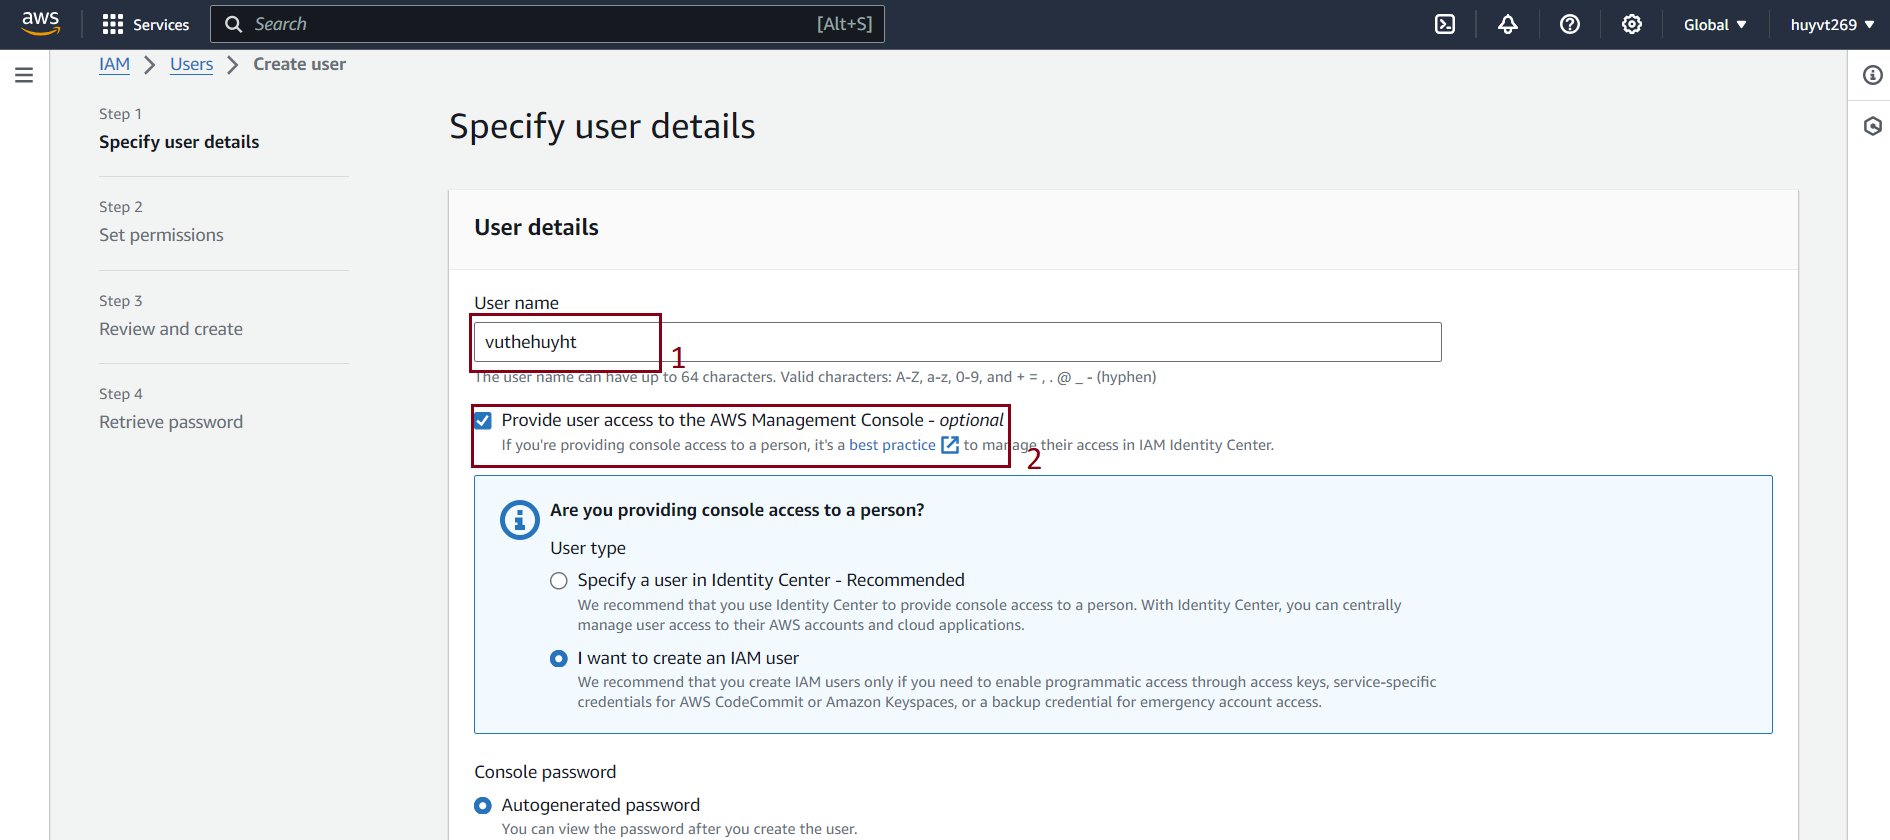 aws Services Search [Alt+S] Global huyvt269
IAM Users Create user
Step 1
Specify user details
Step 2
Set permissions
Step 3
Review and create
Step 4
Retrieve password
Specify user details
User details
User name
vuthehuyht
1
The user name can have up to 64 characters. Valid characters: A-Z, a-z, 0-9, and + = , . @ _ - (hyphen)
Provide user access to the AWS Management Console - optional
If you're providing console access to a person, it's a best practice to manage their access in IAM Identity Center.
2
Are you providing console access to a person?
User type
Specify a user in Identity Center - Recommended
We recommend that you use Identity Center to provide console access to a person. With Identity Center, you can centrally
manage user access to their AWS accounts and cloud applications.
I want to create an IAM user
We recommend that you create IAM users only if you need to enable programmatic access through access keys, service-specific
credentials for AWS CodeCommit or Amazon Keyspaces, or a backup credential for emergency account access.
Console password
Autogenerated password
You can view the password after you create the user.